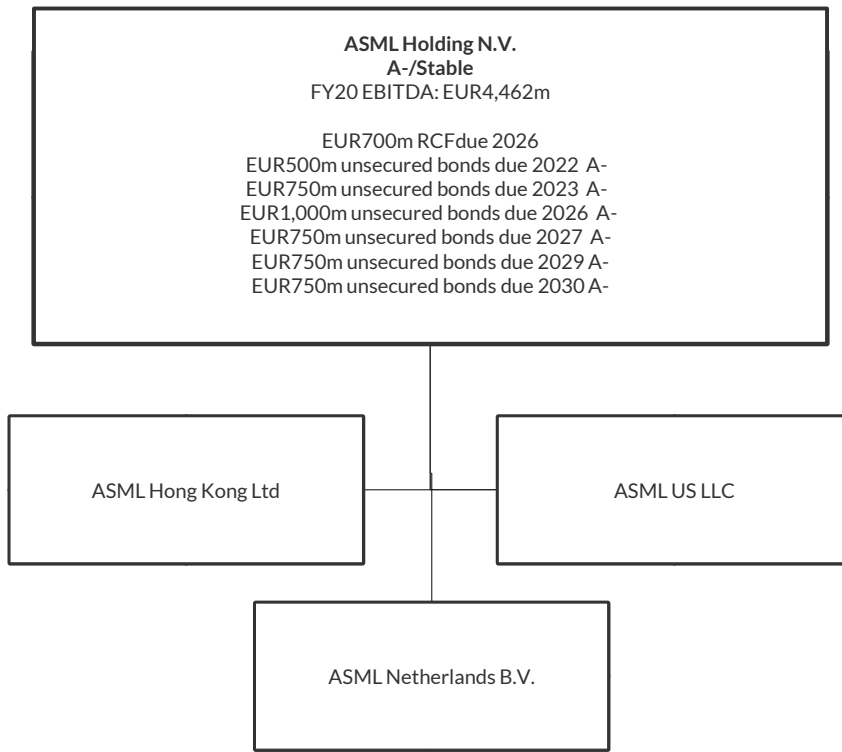 ASML Holding N.V.
A-/Stable
FY20 EBITDA: EUR4,462m
EUR700m RCFdue 2026
EUR500m unsecured bonds due 2022 A-
EUR750m unsecured bonds due 2023 A-
EUR1,000m unsecured bonds due 2026 A-
EUR750m unsecured bonds due 2027 A-
EUR750m unsecured bonds due 2029 A-
EUR750m unsecured bonds due 2030 A-
ASML Hong Kong Ltd
ASML US LLC
ASML Netherlands B.V.